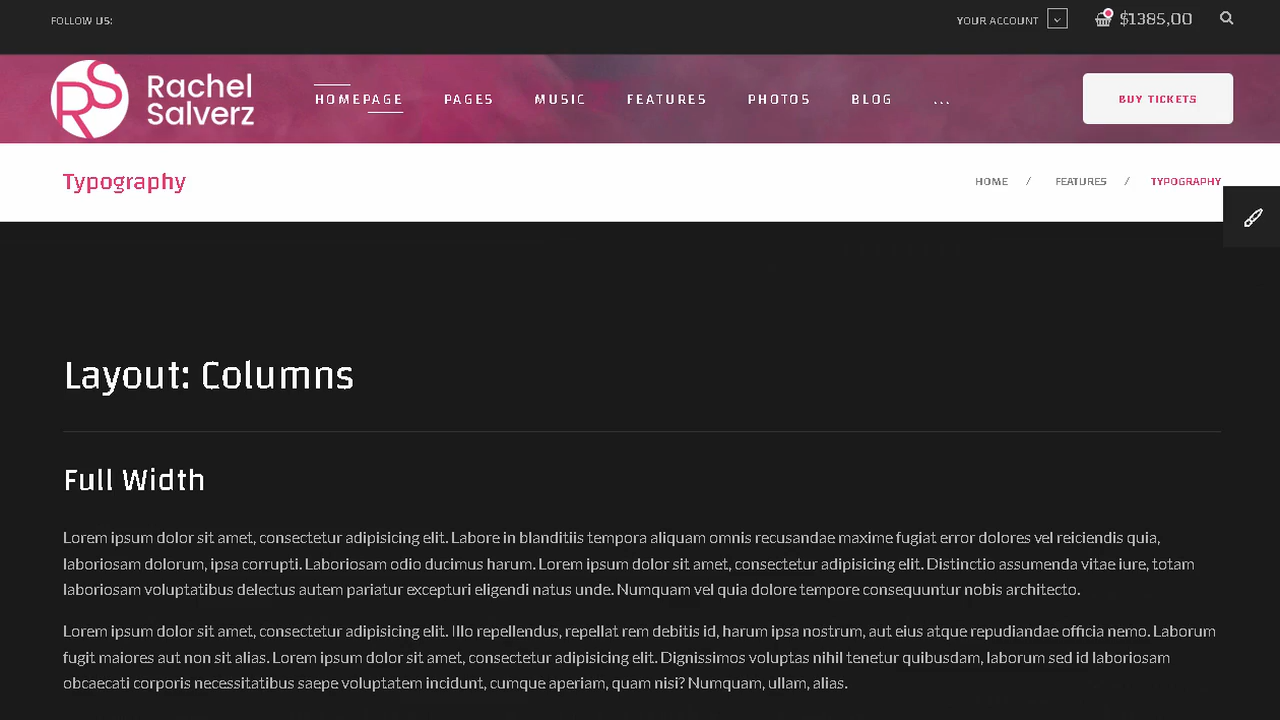 FOLLOW US:
YOUR ACCOUNT
$1385,00
RS
Rachel
Salverz
HOMEPAGE
PAGES
MUSIC
FEATURES
PHOTOS
BLOG
...
BUY TICKETS
Typography
HOME / FEATURES / TYPOGRAPHY
Layout: Columns
Full Width
Lorem ipsum dolor sit amet, consectetur adipisicing elit. Labore in blanditiis tempora aliquam omnis recusandae maxime fugiat error dolores vel reiciendis quia,
laboriosam dolorum, ipsa corrupti. Laboriosam odio ducimus harum. Lorem ipsum dolor sit amet, consectetur adipisicing elit. Distinctio assumenda vitae iure, totam
laboriosam voluptatibus delectus autem pariatur excepturi eligendi natus unde. Numquam vel quia dolore tempore consequuntur nobis architecto.
Lorem ipsum dolor sit amet, consectetur adipisicing elit. Illo repellendus, repellat rem debitis id, harum ipsa nostrum, aut eius atque repudiandae officia nemo. Laborum
fugit maiores aut non sit alias. Lorem ipsum dolor sit amet, consectetur adipisicing elit. Dignissimos voluptas nihil tenetur quibusdam, laborum sed id laboriosam
obcaecati corporis necessitatibus saepe voluptatem incidunt, cumque aperiam, quam nisi? Numquam, ullam, alias.